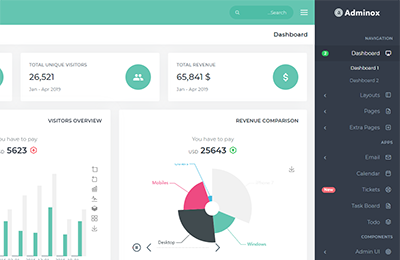 Adminox
Search...
Dashboard
NAVIGATION
2
Dashboard
Dashboard 1
Dashboard 2
Layouts
Pages
Extra Pages
APPS
Email
Calendar
New
Tickets
Task Board
Todo
COMPONENTS
Admin UI
TOTAL UNIQUE VISITORS
26,521
Jan - Apr 2019
TOTAL REVENUE
65,841 $
Jan - Apr 2019
VISITORS OVERVIEW
You have to pay
5623
REVENUE COMPARISON
You have to pay
USD 25643
Mobiles
Desktop
Windows